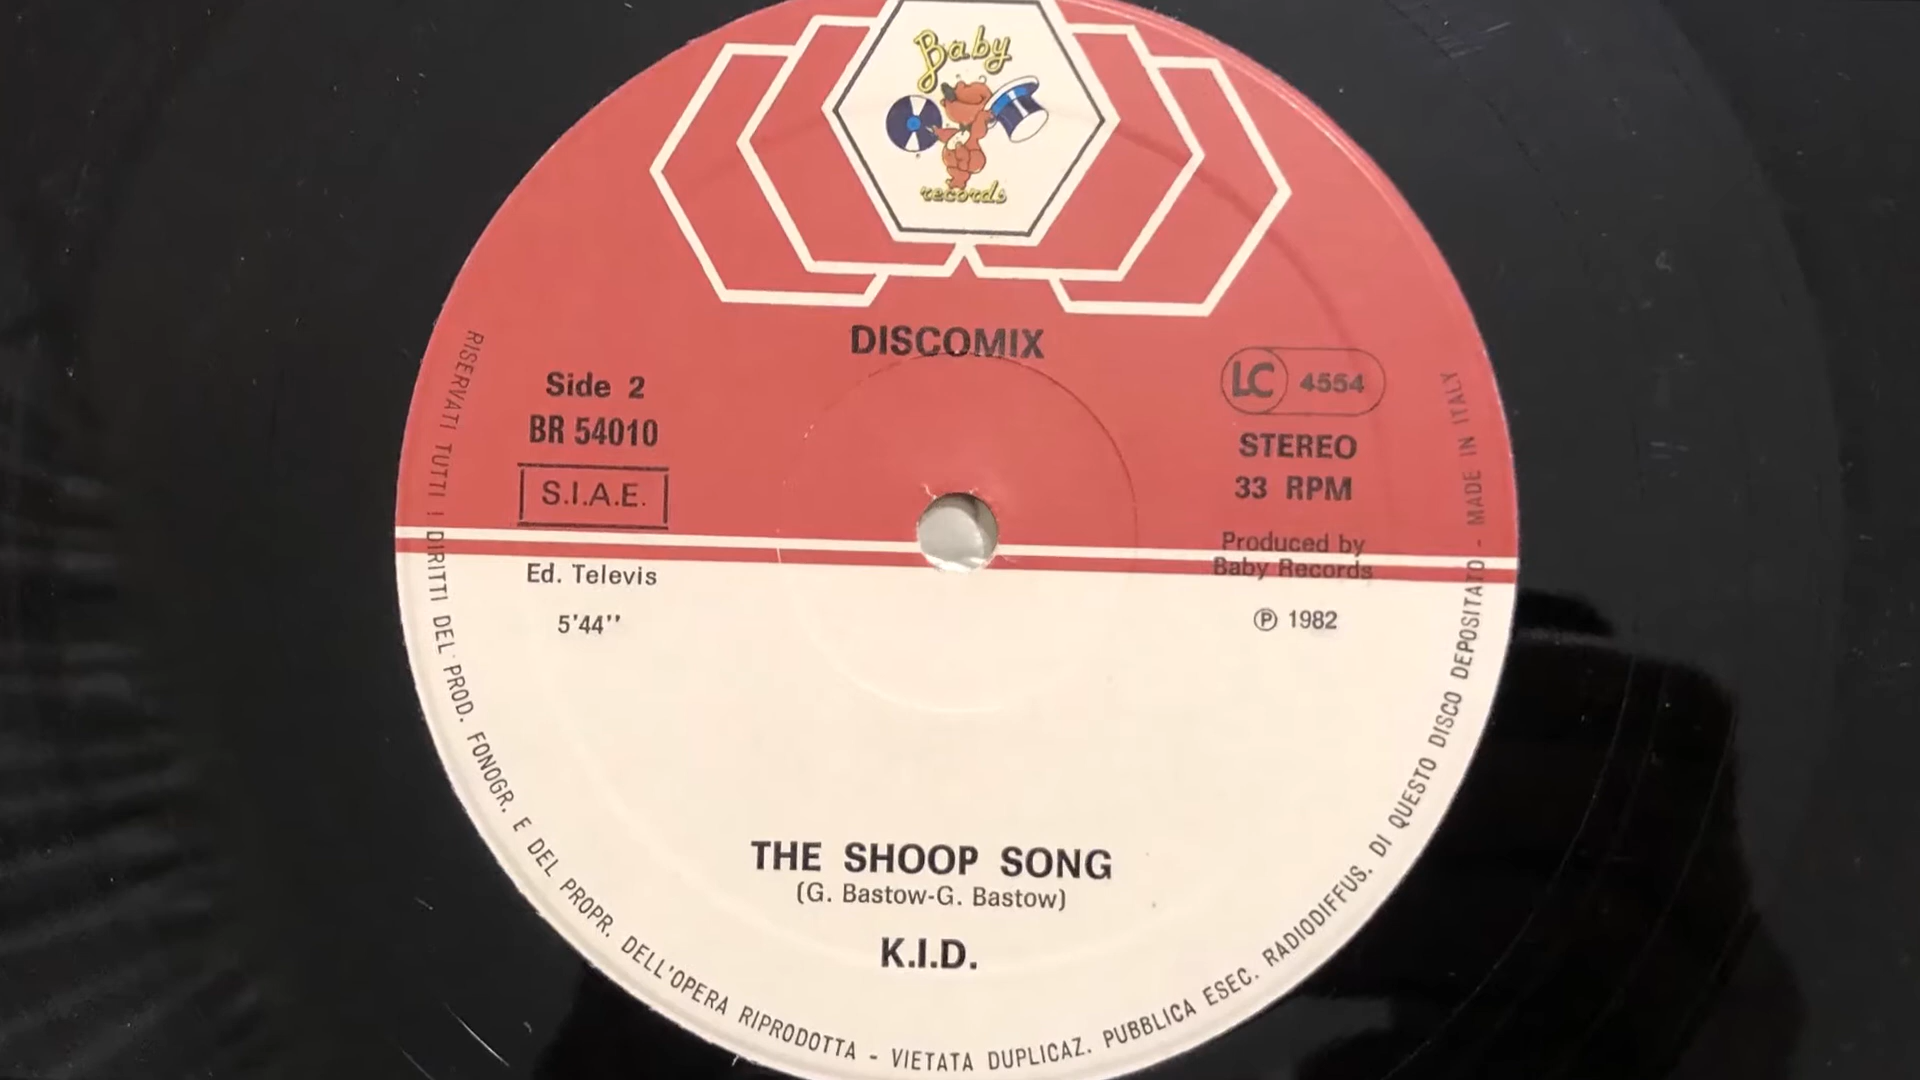 Baby
records
DISCOMIX
Side 2
BR 54010
S.I.A.E.
LC 4554
STEREO
33 RPM
Produced by
Baby Records
Ed. Televis
5'44''
℗ 1982
THE SHOOP SONG
(G. Bastow-G. Bastow)
K.I.D.
RISERVATI TUTTI I DIRITTI DEL PROD. FONOGR. E DEL PROPR. DELL'OPERA RIPRODOTTA - VIETATA DUPLICAZ. PUBBLICA ESEC. RADIODIFFUS. DI QUESTO DISCO DEPOSITATO - MADE IN ITALY